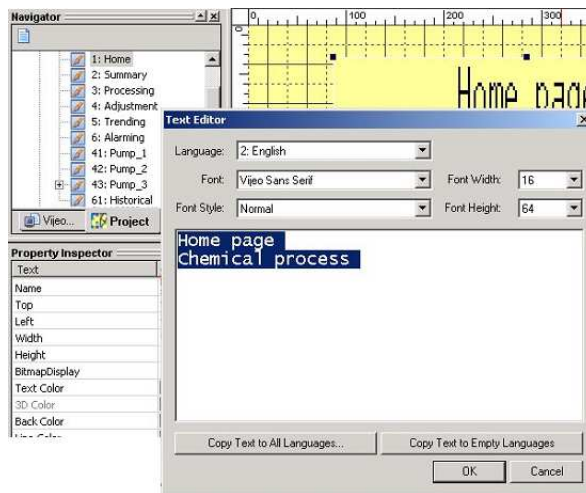 Navigator
1: Home
2: Summary
3: Processing
4: Adjustment
5: Trending
6: Alarming
41: Pump_1
42: Pump_2
43: Pump_3
61: Historical
Vijeo...
Project
Property Inspector
Text
Name
Top
Left
Width
Height
BitmapDisplay
Text Color
3D Color
Back Color
0
100
200
300
0
Home page
Text Editor
Language:
2: English
Font:
Vijeo Sans Serif
Font Width:
16
Font Style:
Normal
Font Height:
64
Home page
Chemical process
Copy Text to All Languages...
Copy Text to Empty Languages
OK
Cancel